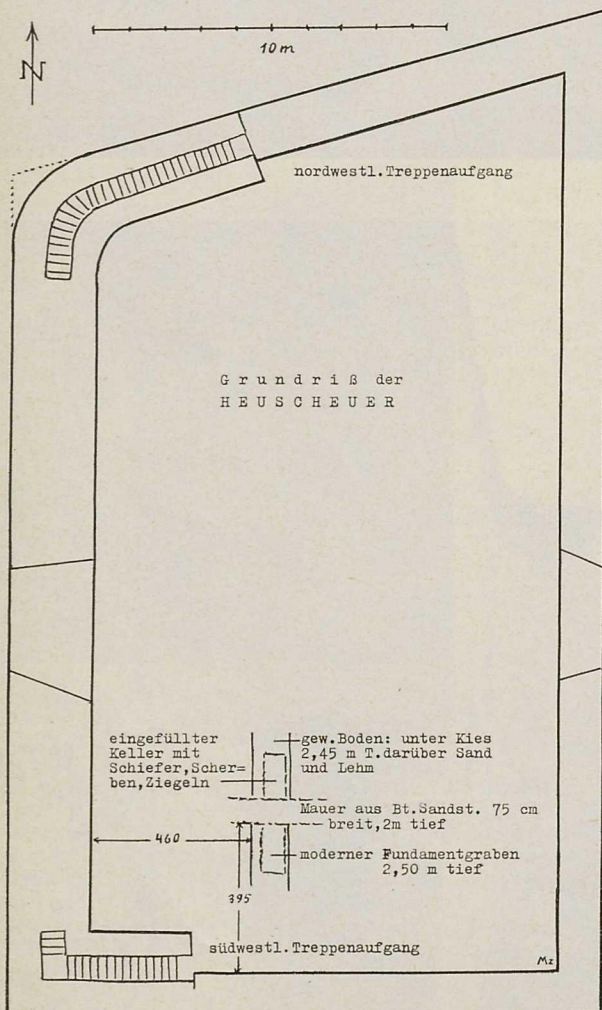 N
10 m
nordwestl.Treppenaufgang
Grundriß der
HEUSCHEUER
eingefüllter
Keller mit
Schiefer,Scher=
ben,Ziegeln
gew.Boden: unter Kies
2,45 m T.darüber Sand
und Lehm
Mauer aus Bt.Sandst. 75 cm
breit,2m tief
460
moderner Fundamentgraben
2,50 m tief
395
südwestl.Treppenaufgang
Mz